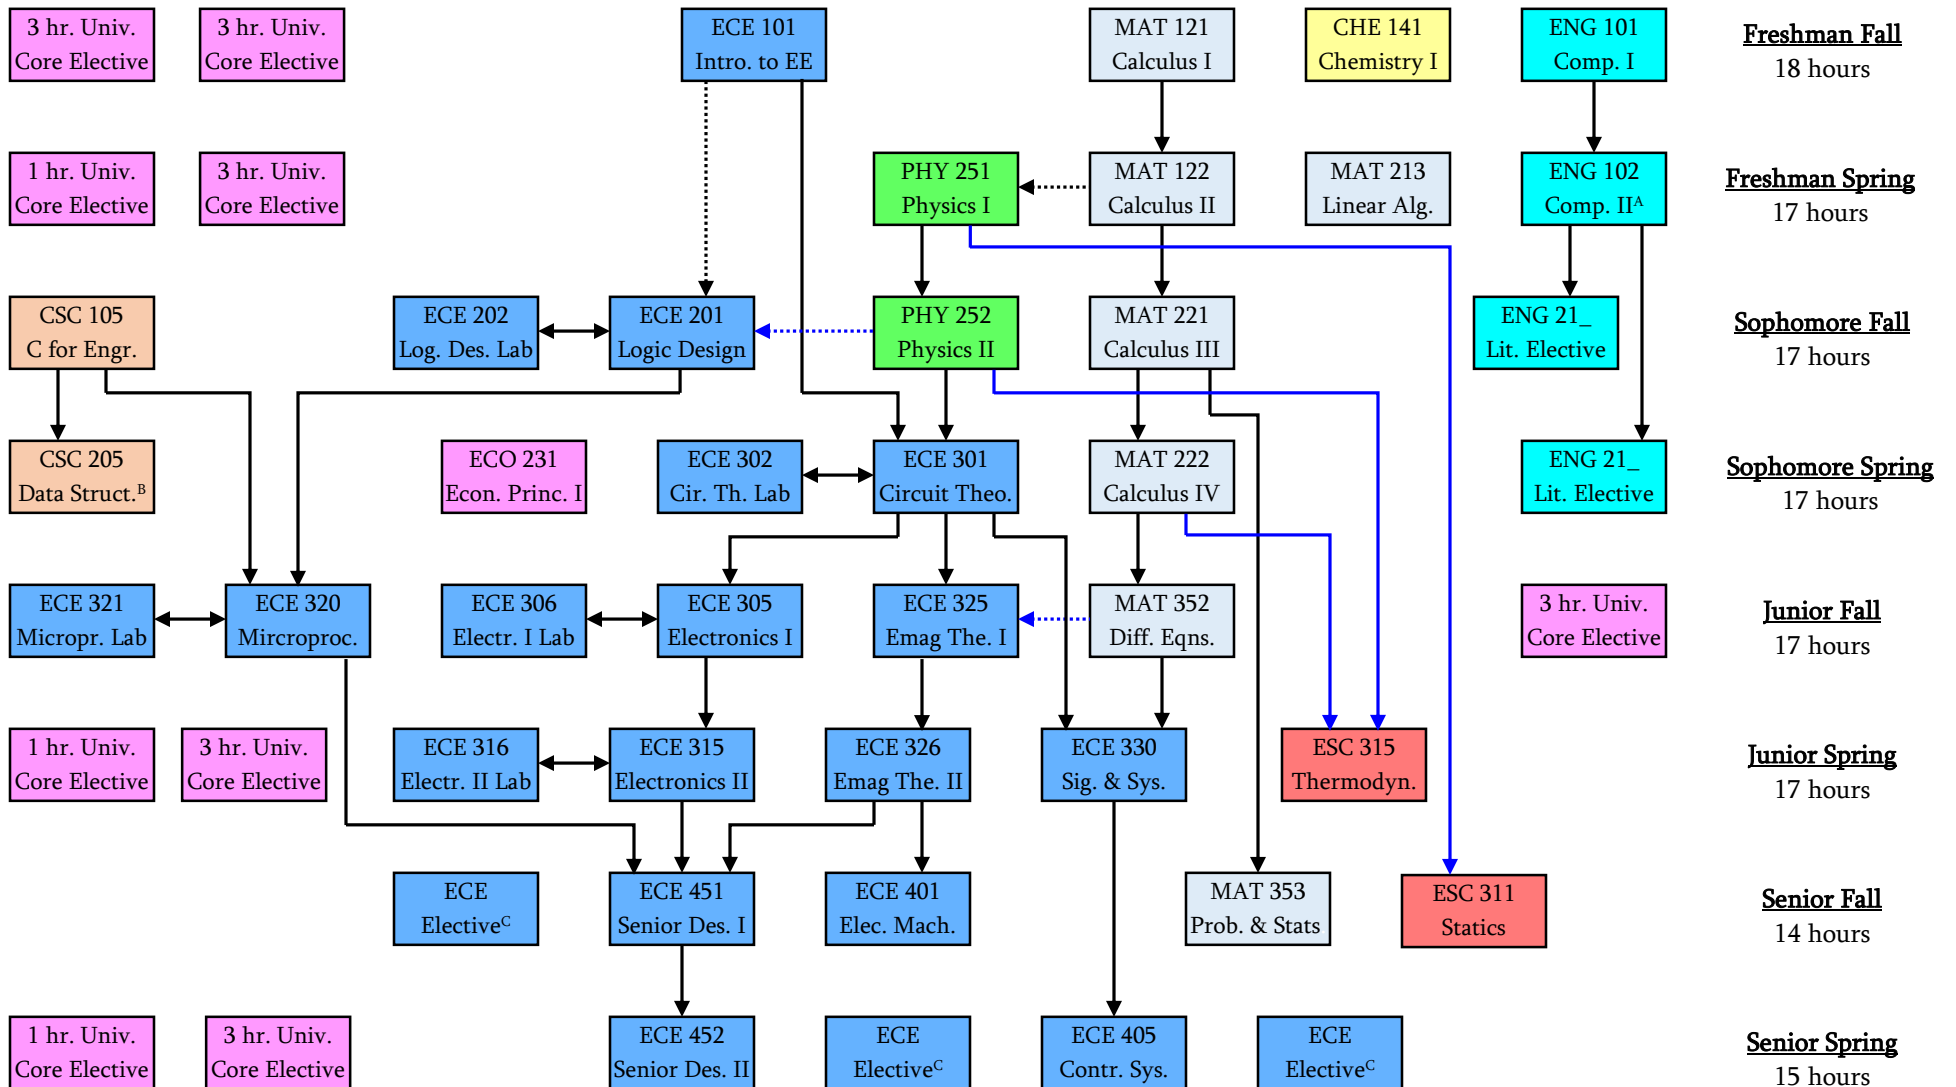 3 hr. Univ.
Core Elective
3 hr. Univ.
Core Elective
ECE 101
Intro. to EE
MAT 121
Calculus I
CHE 141
Chemistry I
ENG 101
Comp. I
Freshman Fall
18 hours
1 hr. Univ.
Core Elective
3 hr. Univ.
Core Elective
PHY 251
Physics I
MAT 122
Calculus II
MAT 213
Linear Alg.
ENG 102
Comp. IIᴬ
Freshman Spring
17 hours
CSC 105
C for Engr.
ECE 202
Log. Des. Lab
ECE 201
Logic Design
PHY 252
Physics II
MAT 221
Calculus III
ENG 21_
Lit. Elective
Sophomore Fall
17 hours
CSC 205
Data Struct.ᴮ
ECO 231
Econ. Princ. I
ECE 302
Cir. Th. Lab
ECE 301
Circuit Theo.
MAT 222
Calculus IV
ENG 21_
Lit. Elective
Sophomore Spring
17 hours
ECE 321
Micropr. Lab
ECE 320
Mircroproc.
ECE 306
Electr. I Lab
ECE 305
Electronics I
ECE 325
Emag The. I
MAT 352
Diff. Eqns.
3 hr. Univ.
Core Elective
Junior Fall
17 hours
1 hr. Univ.
Core Elective
3 hr. Univ.
Core Elective
ECE 316
Electr. II Lab
ECE 315
Electronics II
ECE 326
Emag The. II
ECE 330
Sig. & Sys.
ESC 315
Thermodyn.
Junior Spring
17 hours
ECE
Electiveᶜ
ECE 451
Senior Des. I
ECE 401
Elec. Mach.
MAT 353
Prob. & Stats
ESC 311
Statics
Senior Fall
14 hours
1 hr. Univ.
Core Elective
3 hr. Univ.
Core Elective
ECE 452
Senior Des. II
ECE
Electiveᶜ
ECE 405
Contr. Sys.
ECE
Electiveᶜ
Senior Spring
15 hours